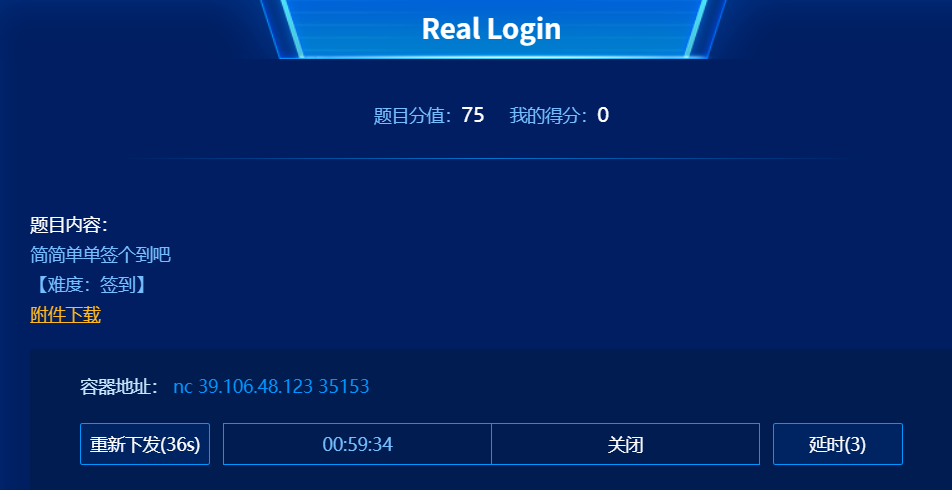 Real Login
题目分值：75 我的得分：0
题目内容：
简简单单签个到吧
【难度：签到】
附件下载
容器地址： nc 39.106.48.123 35153
重新下发(36s) 00:59:34 关闭 延时(3)